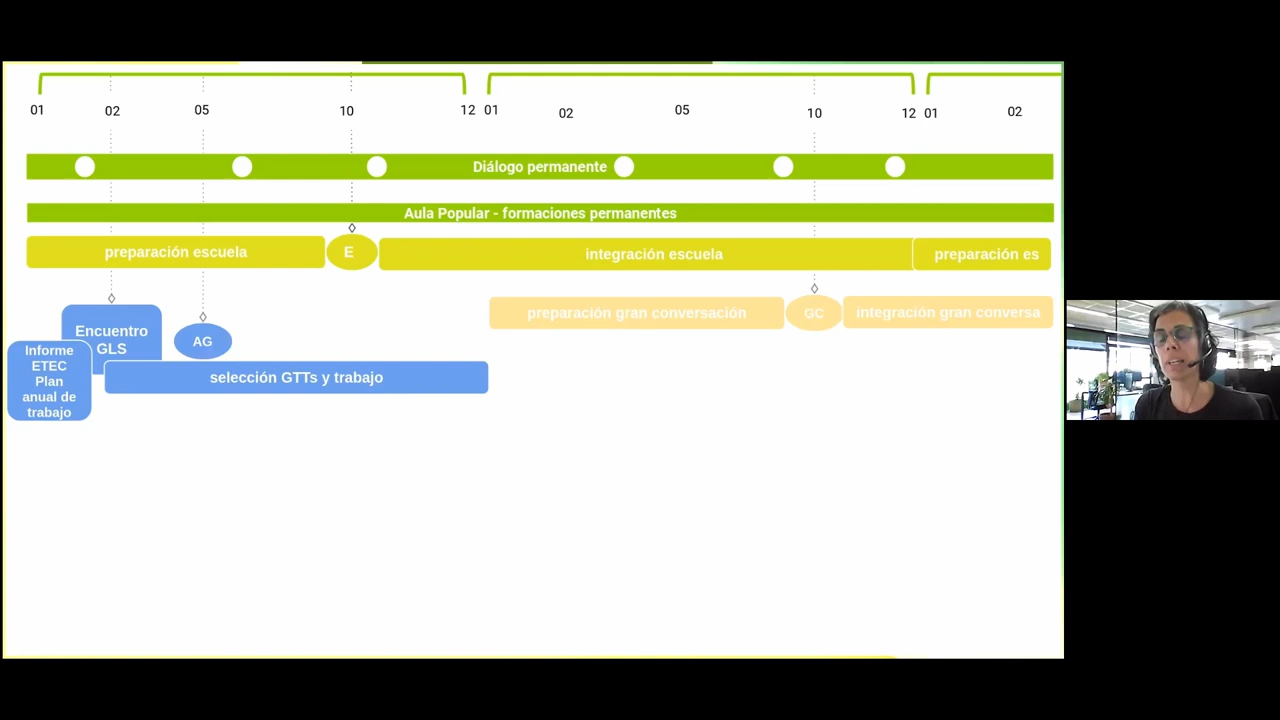 01 02 05 10 12 01 02 05 10 12 01 02
Diálogo permanente
Aula Popular - formaciones permanentes
preparación escuela
E
integración escuela
preparación es
preparación gran conversación
GC
integración gran conversa
Encuentro
GLS
AG
Informe
ETEC
Plan
anual de
trabajo
selección GTTs y trabajo